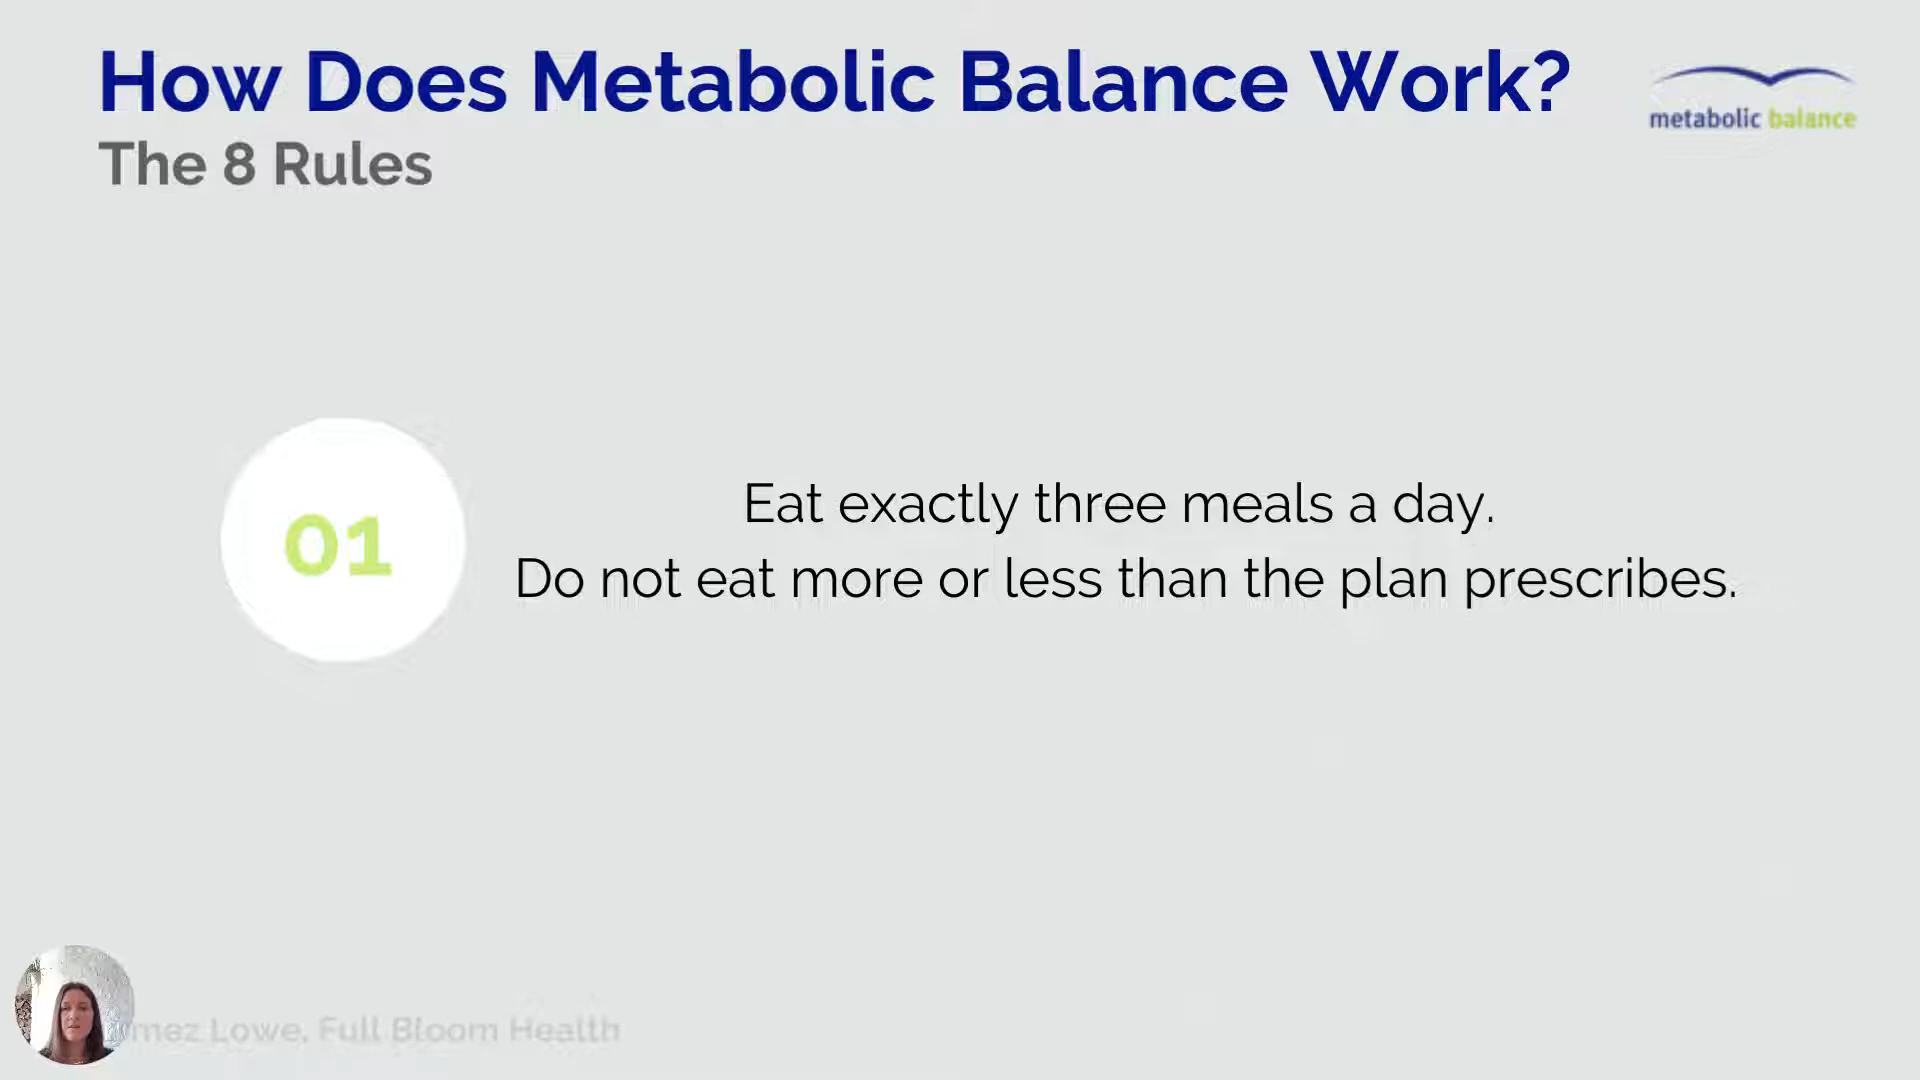 How Does Metabolic Balance Work?
The 8 Rules
metabolic balance
01
Eat exactly three meals a day.
Do not eat more or less than the plan prescribes.
Lowe, Full Bloom Health